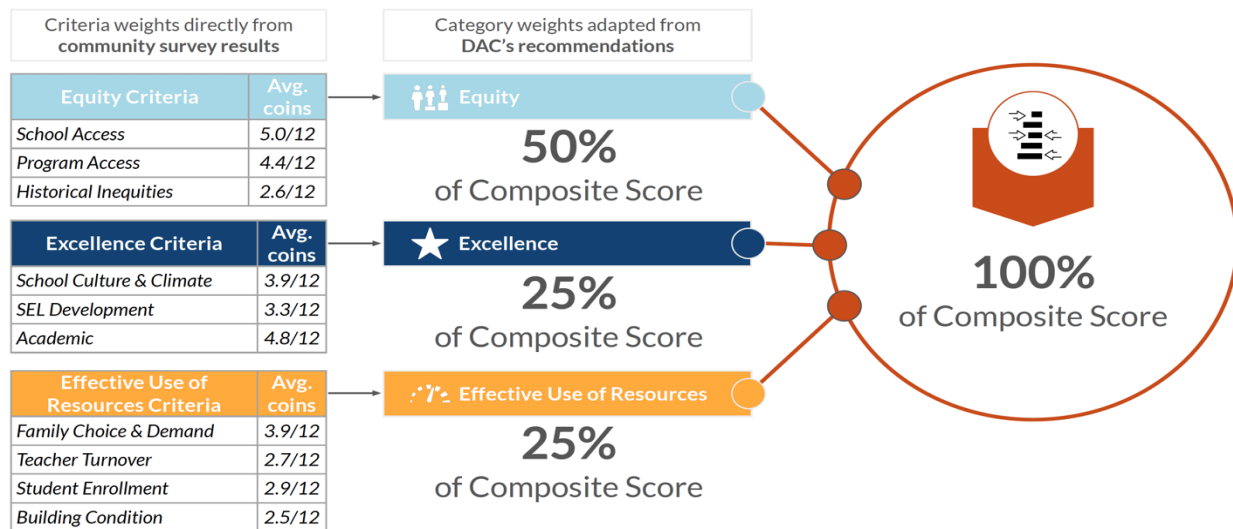 Criteria weights directly from
community survey results
Category weights adapted from
DAC's recommendations
Equity Criteria
Avg.
coins
School Access
5.0/12
Program Access
4.4/12
Historical Inequities
2.6/12
Equity
50%
of Composite Score
Excellence Criteria
Avg.
coins
School Culture & Climate
3.9/12
SEL Development
3.3/12
Academic
4.8/12
Excellence
25%
of Composite Score
Effective Use of
Resources Criteria
Avg.
coins
Family Choice & Demand
3.9/12
Teacher Turnover
2.7/12
Student Enrollment
2.9/12
Building Condition
2.5/12
Effective Use of Resources
25%
of Composite Score
100%
of Composite Score